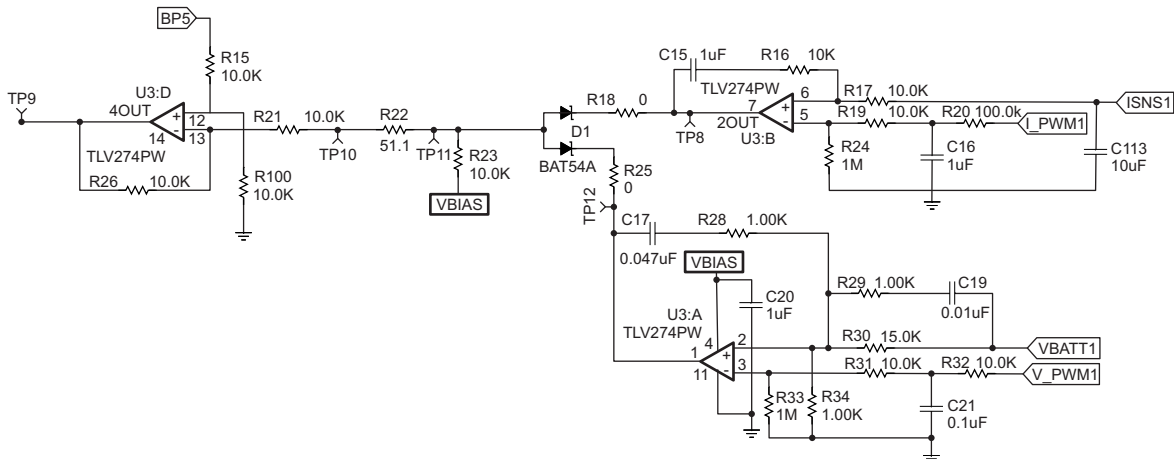 BP5
R15
10.0K
TP9
U3:D
4OUT
12
14
13
+
-
TLV274PW
R26
10.0K
R100
10.0K
R21
10.0K
TP10
R22
51.1
TP11
R23
10.0K
VBIAS
D1
BAT54A
R18
0
R25
0
TP12
C15
1uF
R16
10K
TLV274PW
7
2OUT
U3:B
TP8
+
-
6
5
R17
10.0K
R19
10.0K
R20
100.0k
ISNS1
I_PWM1
R24
1M
C16
1uF
C113
10uF
C17
0.047uF
R28
1.00K
VBIAS
C20
1uF
U3:A
TLV274PW
4
1
11
+
-
2
3
R29
1.00K
C19
0.01uF
R30
15.0K
VBATT1
R31
10.0K
R32
10.0K
V_PWM1
R33
1M
R34
1.00K
C21
0.1uF